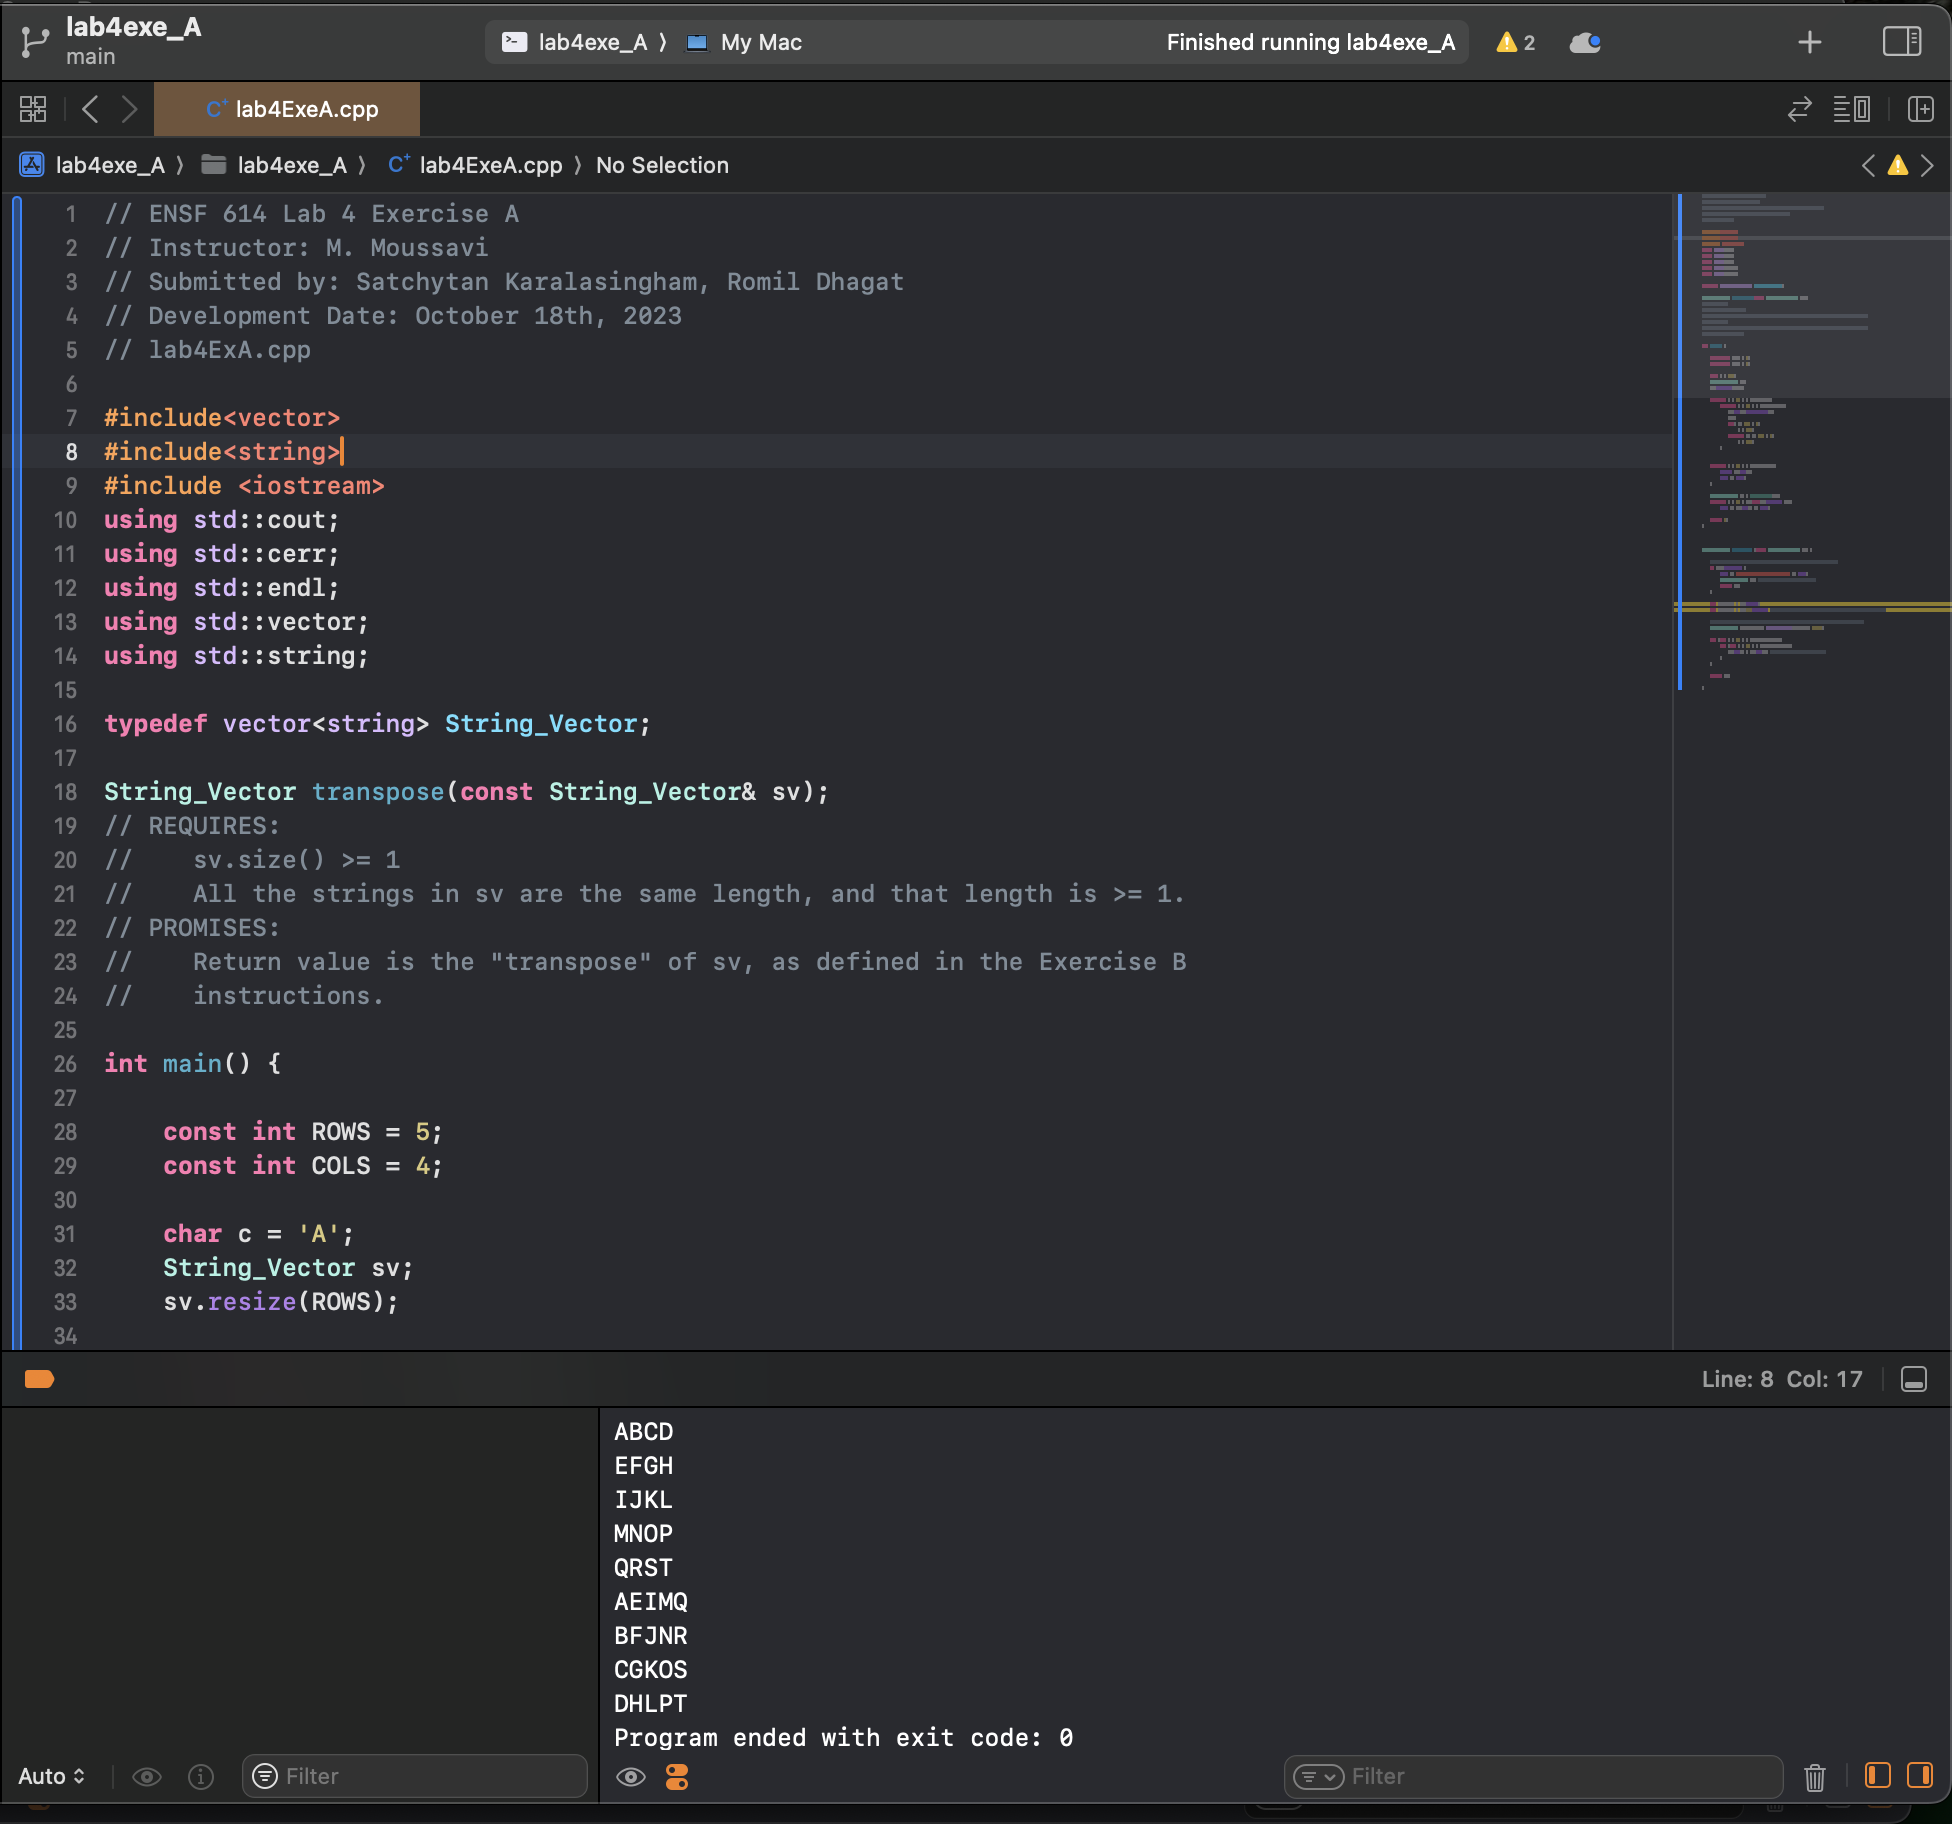 lab4exe_A
main
lab4exe_A ⟩ My Mac
Finished running lab4exe_A
2
C+ lab4ExeA.cpp
lab4exe_A ⟩ lab4exe_A ⟩ C+ lab4ExeA.cpp ⟩ No Selection
1 // ENSF 614 Lab 4 Exercise A
2 // Instructor: M. Moussavi
3 // Submitted by: Satchytan Karalasingham, Romil Dhagat
4 // Development Date: October 18th, 2023
5 // lab4ExA.cpp
6
7 #include<vector>
8 #include<string>
9 #include <iostream>
10 using std::cout;
11 using std::cerr;
12 using std::endl;
13 using std::vector;
14 using std::string;
15
16 typedef vector<string> String_Vector;
17
18 String_Vector transpose(const String_Vector& sv);
19 // REQUIRES:
20 //    sv.size() >= 1
21 //    All the strings in sv are the same length, and that length is >= 1.
22 // PROMISES:
23 //    Return value is the "transpose" of sv, as defined in the Exercise B
24 //    instructions.
25
26 int main() {
27
28     const int ROWS = 5;
29     const int COLS = 4;
30
31     char c = 'A';
32     String_Vector sv;
33     sv.resize(ROWS);
34
Line: 8 Col: 17
ABCD
EFGH
IJKL
MNOP
QRST
AEIMQ
BFJNR
CGKOS
DHLPT
Program ended with exit code: 0
Auto
Filter
Filter